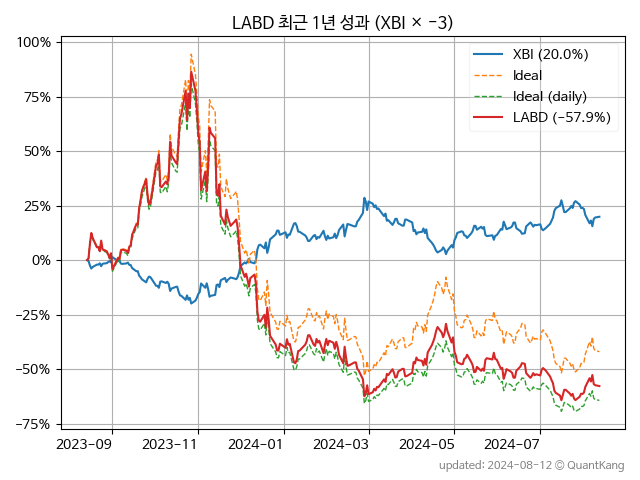 LABD 최근 1년 성과 (XBI × −3)
100%
75%
50%
25%
0%
−25%
−50%
−75%
XBI (20.0%)
Ideal
Ideal (daily)
LABD (−57.9%)
2023−09
2023−11
2024−01
2024−03
2024−05
2024−07
updated: 2024−08−12 © QuantKang